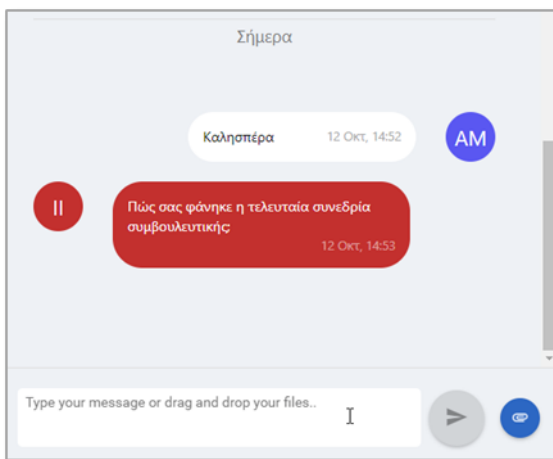 Σήμερα
Καλησπέρα
12 Οκτ, 14:52
AM
II
Πώς σας φάνηκε η τελευταία συνεδρία
συμβουλευτικής;
12 Οκτ, 14:53
Type your message or drag and drop your files..